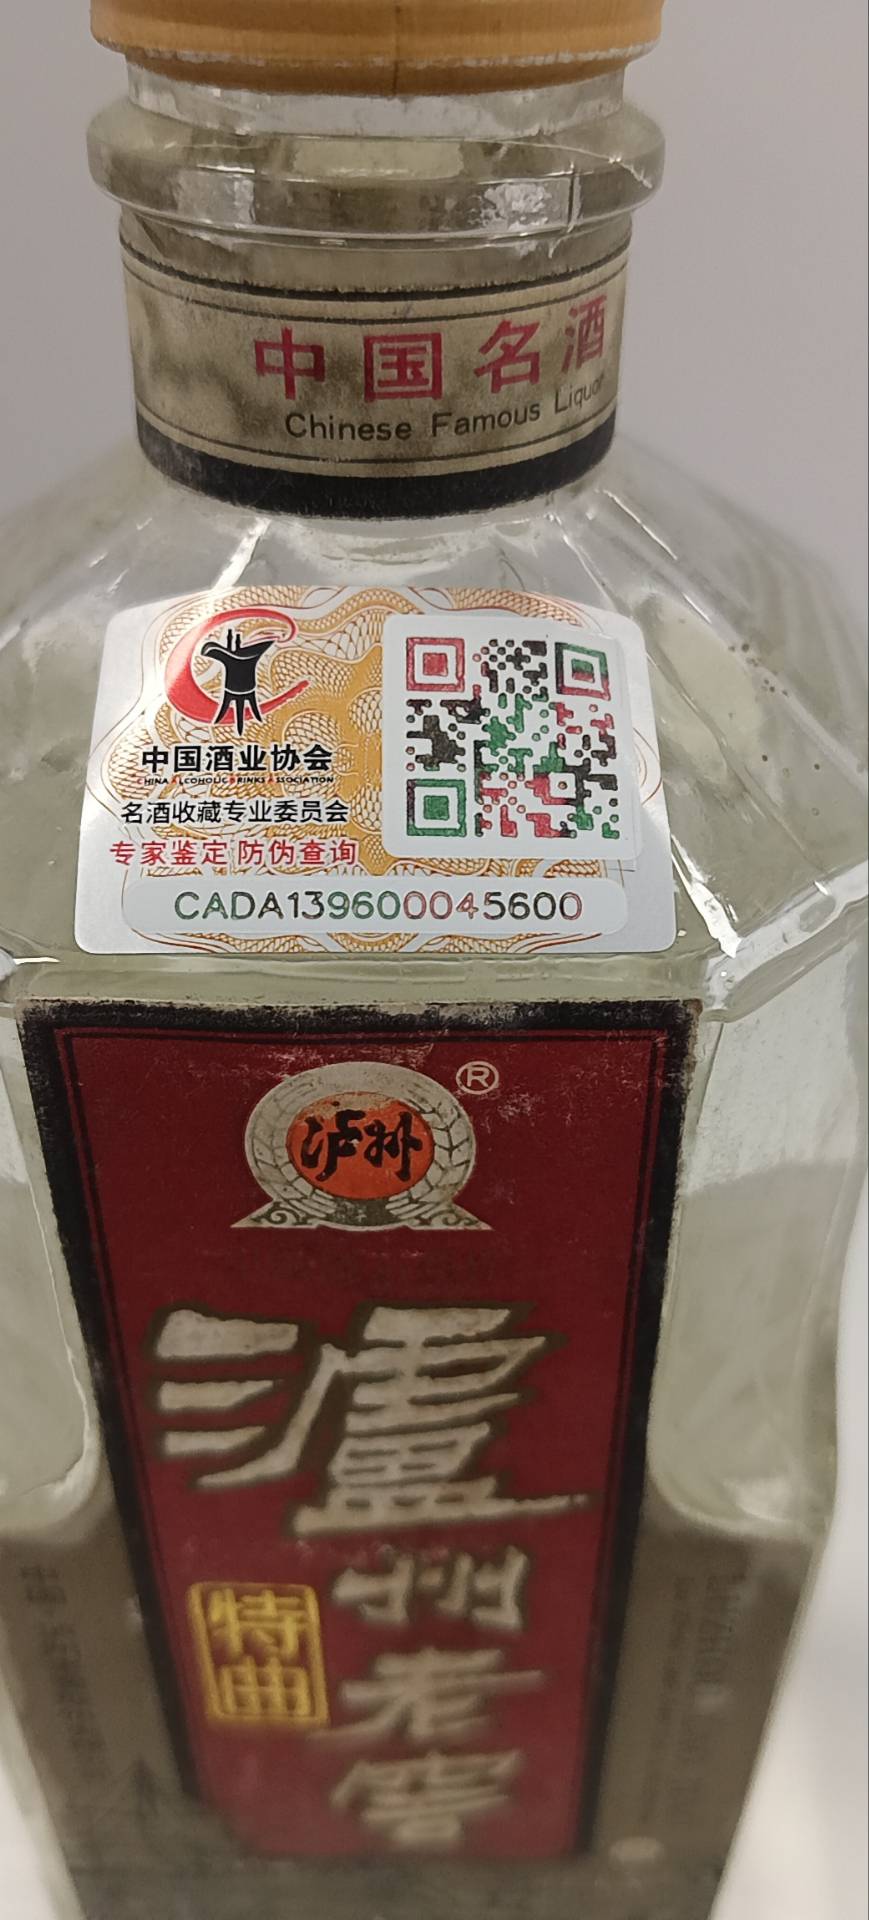 中国名酒
Chinese Famous Liquor
中国酒业协会
CHINA ALCOHOLIC DRINKS ASSOCIATION
名酒收藏专业委员会
专家鉴定 防伪查询
CADA139600045600
泸州
®
瀘州老窖
特曲